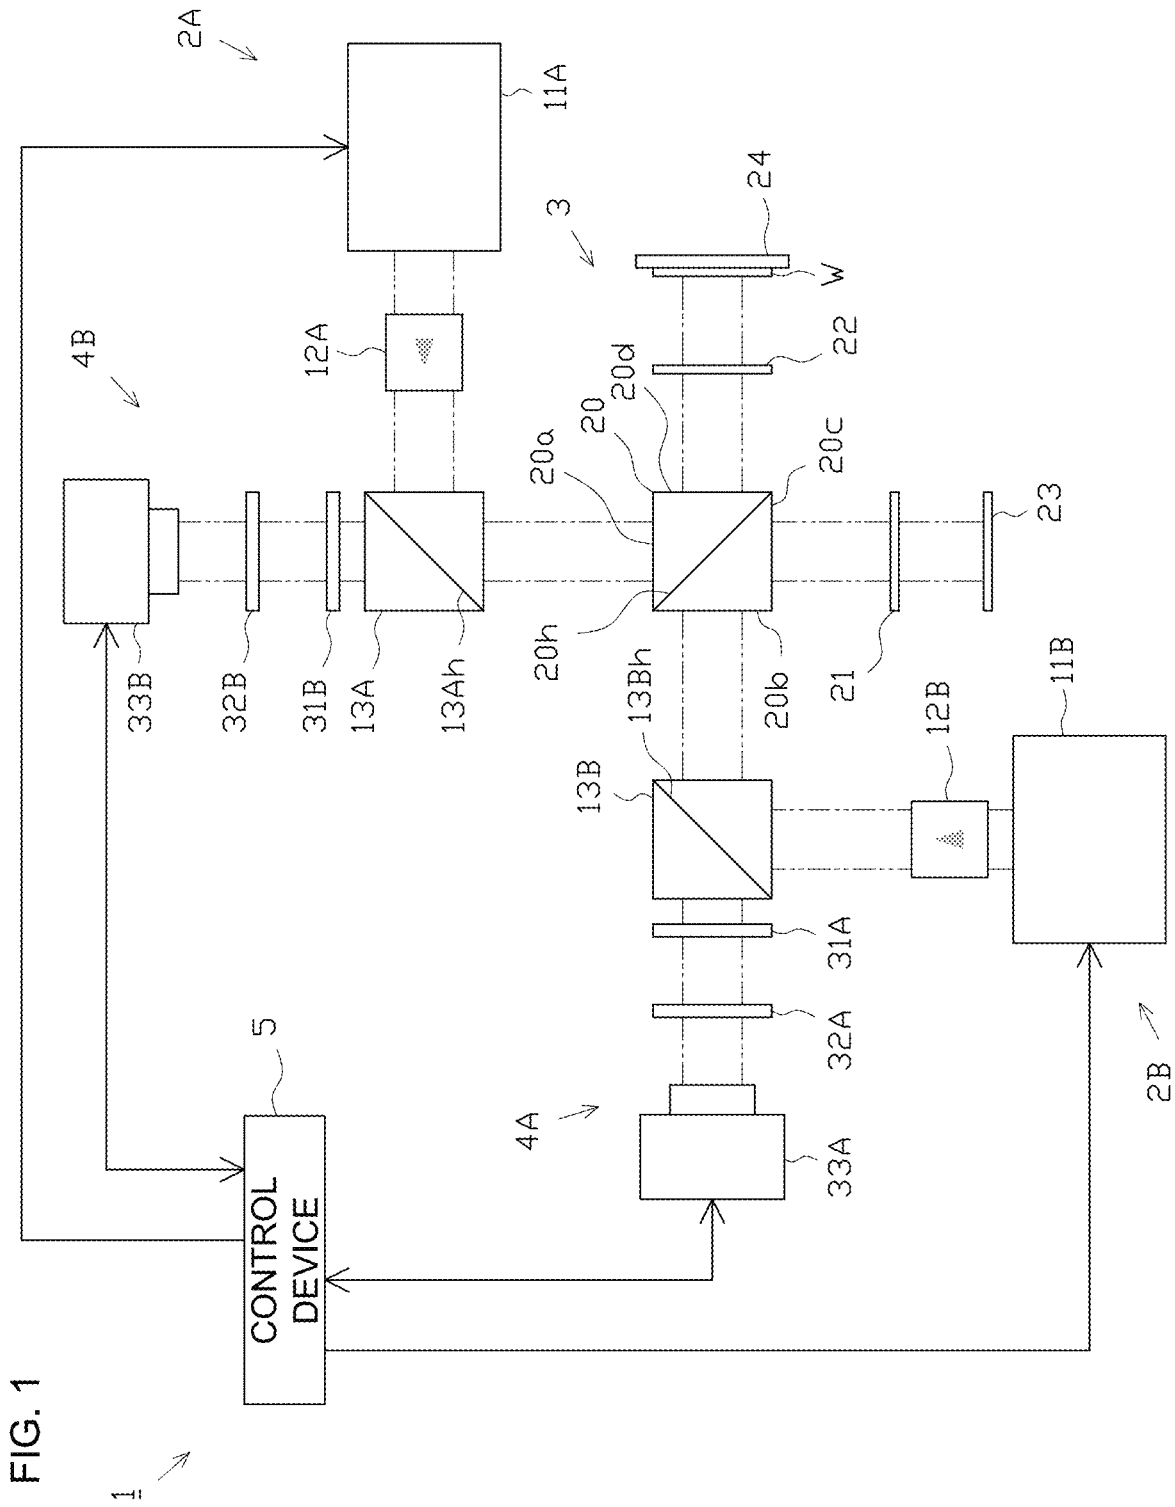 FIG. 1
1
2A
11A
12A
4B
33B
32B
31B
13A
13Ah
3
24
W
22
20d
20
20a
20c
20h
20b
23
21
13Bh
13B
12B
11B
31A
32A
4A
33A
2B
5
CONTROL
DEVICE